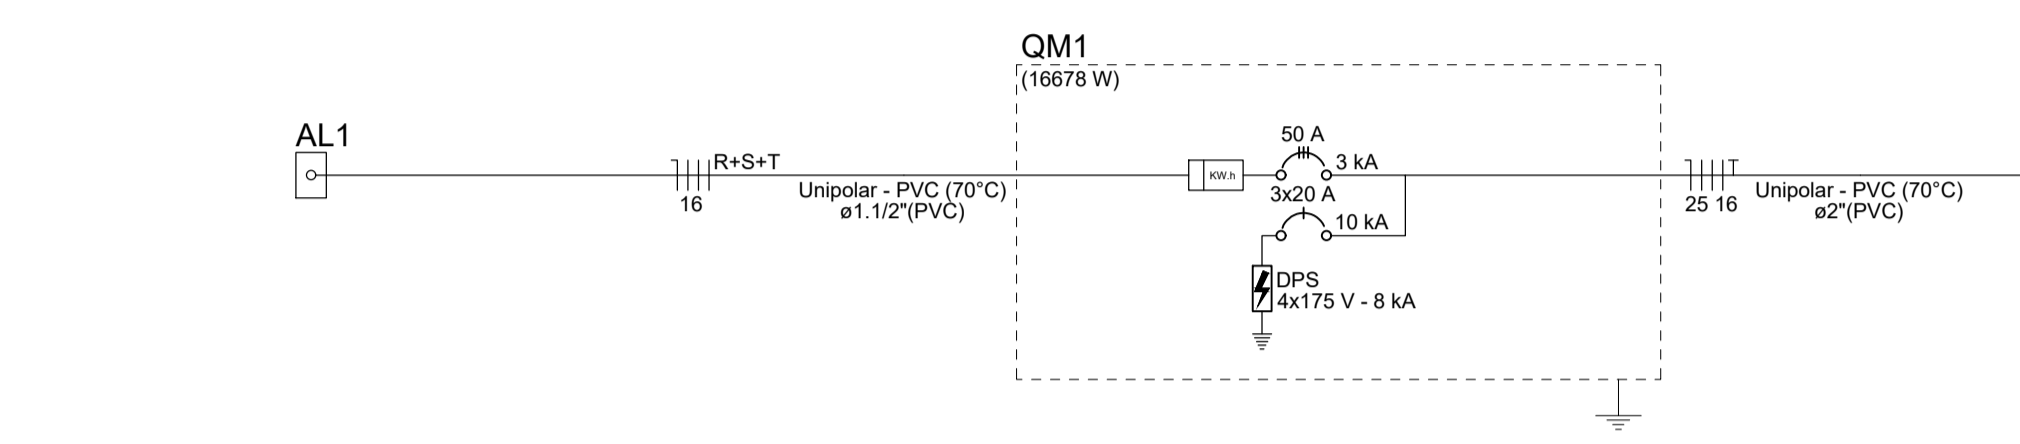 QM1
(16678 W)
AL1
50 A
R+S+T
3 kA
KW.h
Unipolar - PVC (70°C)
16
ø1.1/2"(PVC)
3x20 A
10 kA
Unipolar - PVC (70°C)
25 16
ø2"(PVC)
DPS
4x175 V - 8 kA